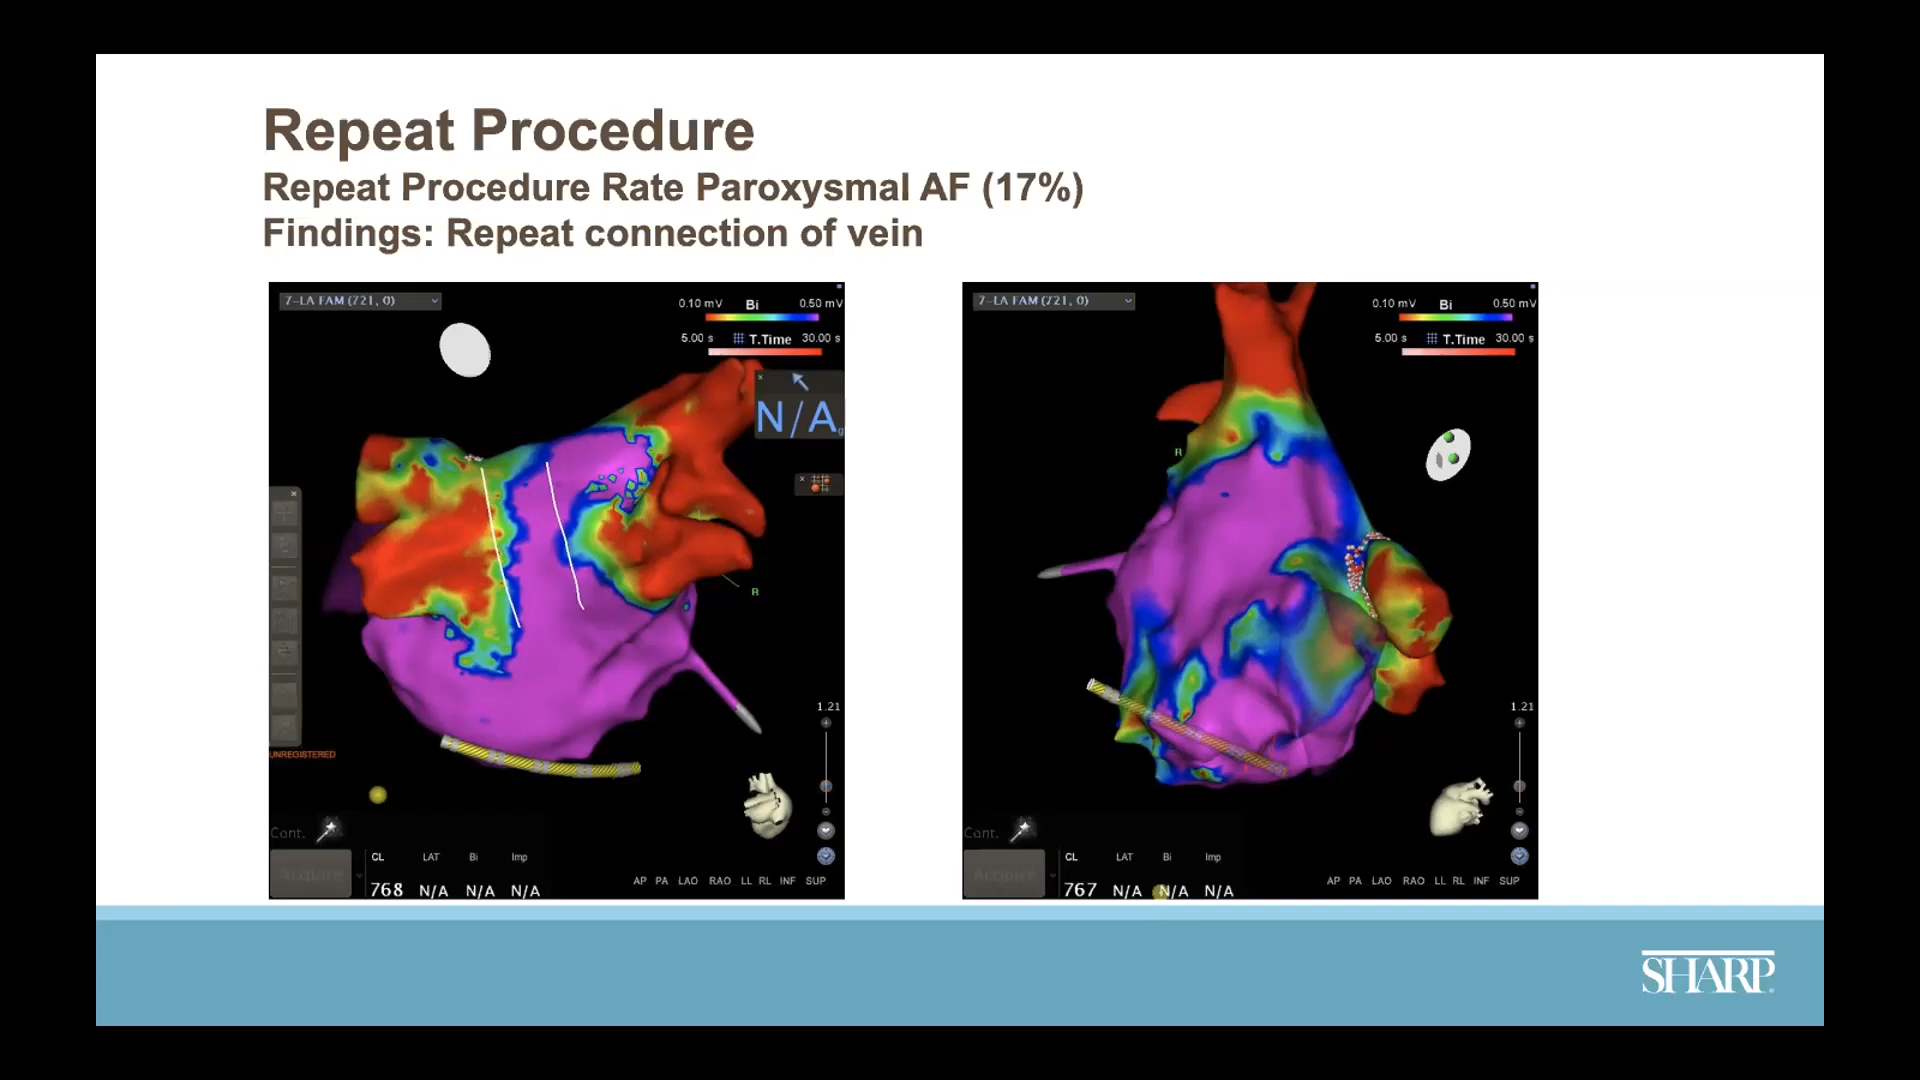 Repeat Procedure
Repeat Procedure Rate Paroxysmal AF (17%)
Findings: Repeat connection of vein
7-LA FAM (721, 0)
0.10 mV Bi 0.50 mV
5.00 s T.Time 30.00 s
N/A
R
1.21
UNREGISTERED
Cont.
Acquire
CL LAT Bi Imp
768 N/A N/A N/A
AP PA LAO RAO LL RL INF SUP
7-LA FAM (721, 0)
0.10 mV Bi 0.50 mV
5.00 s T.Time 30.00 s
R
1.21
Cont.
Acquire
CL LAT Bi Imp
767 N/A N/A N/A
AP PA LAO RAO LL RL INF SUP
SHARP